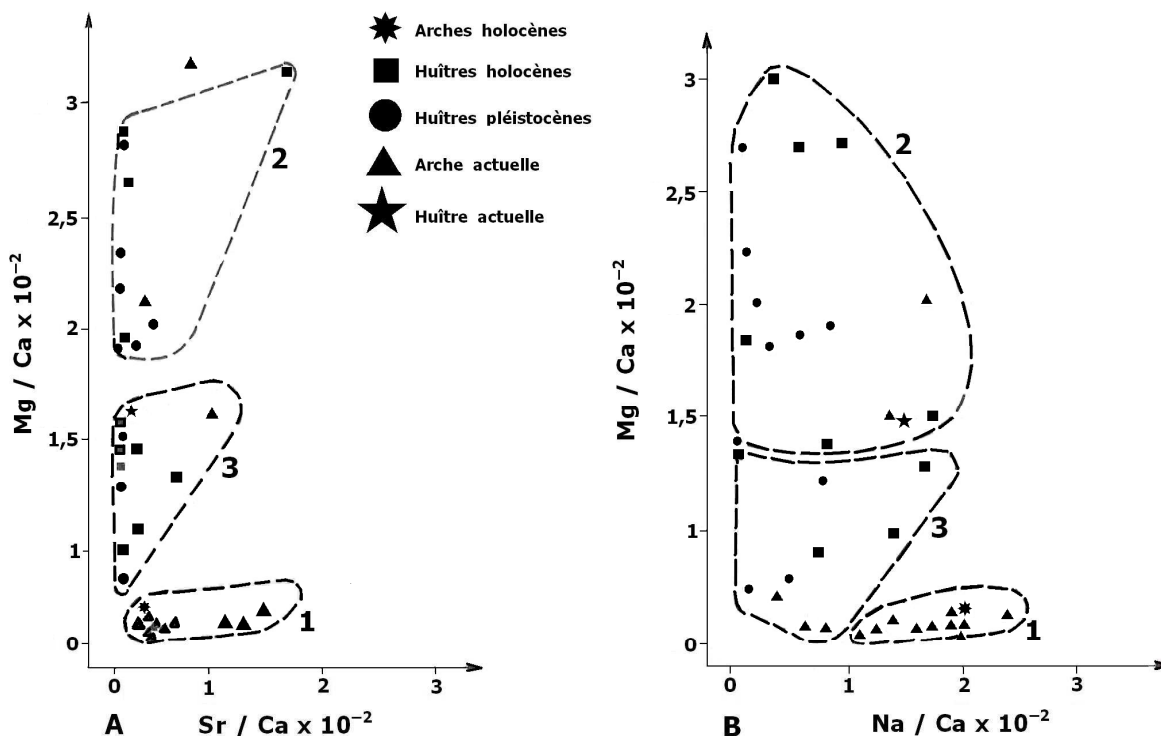 Arches holocènes
Huîtres holocènes
Huîtres pléistocènes
Arche actuelle
Huître actuelle
Mg / Ca x 10⁻²
3
2,5
2
1,5
1
0
2
3
1
0
1
2
3
A
Sr / Ca x 10⁻²
Mg / Ca x 10⁻²
3
2,5
2
1,5
1
0
2
3
1
0
1
2
3
B
Na / Ca x 10⁻²